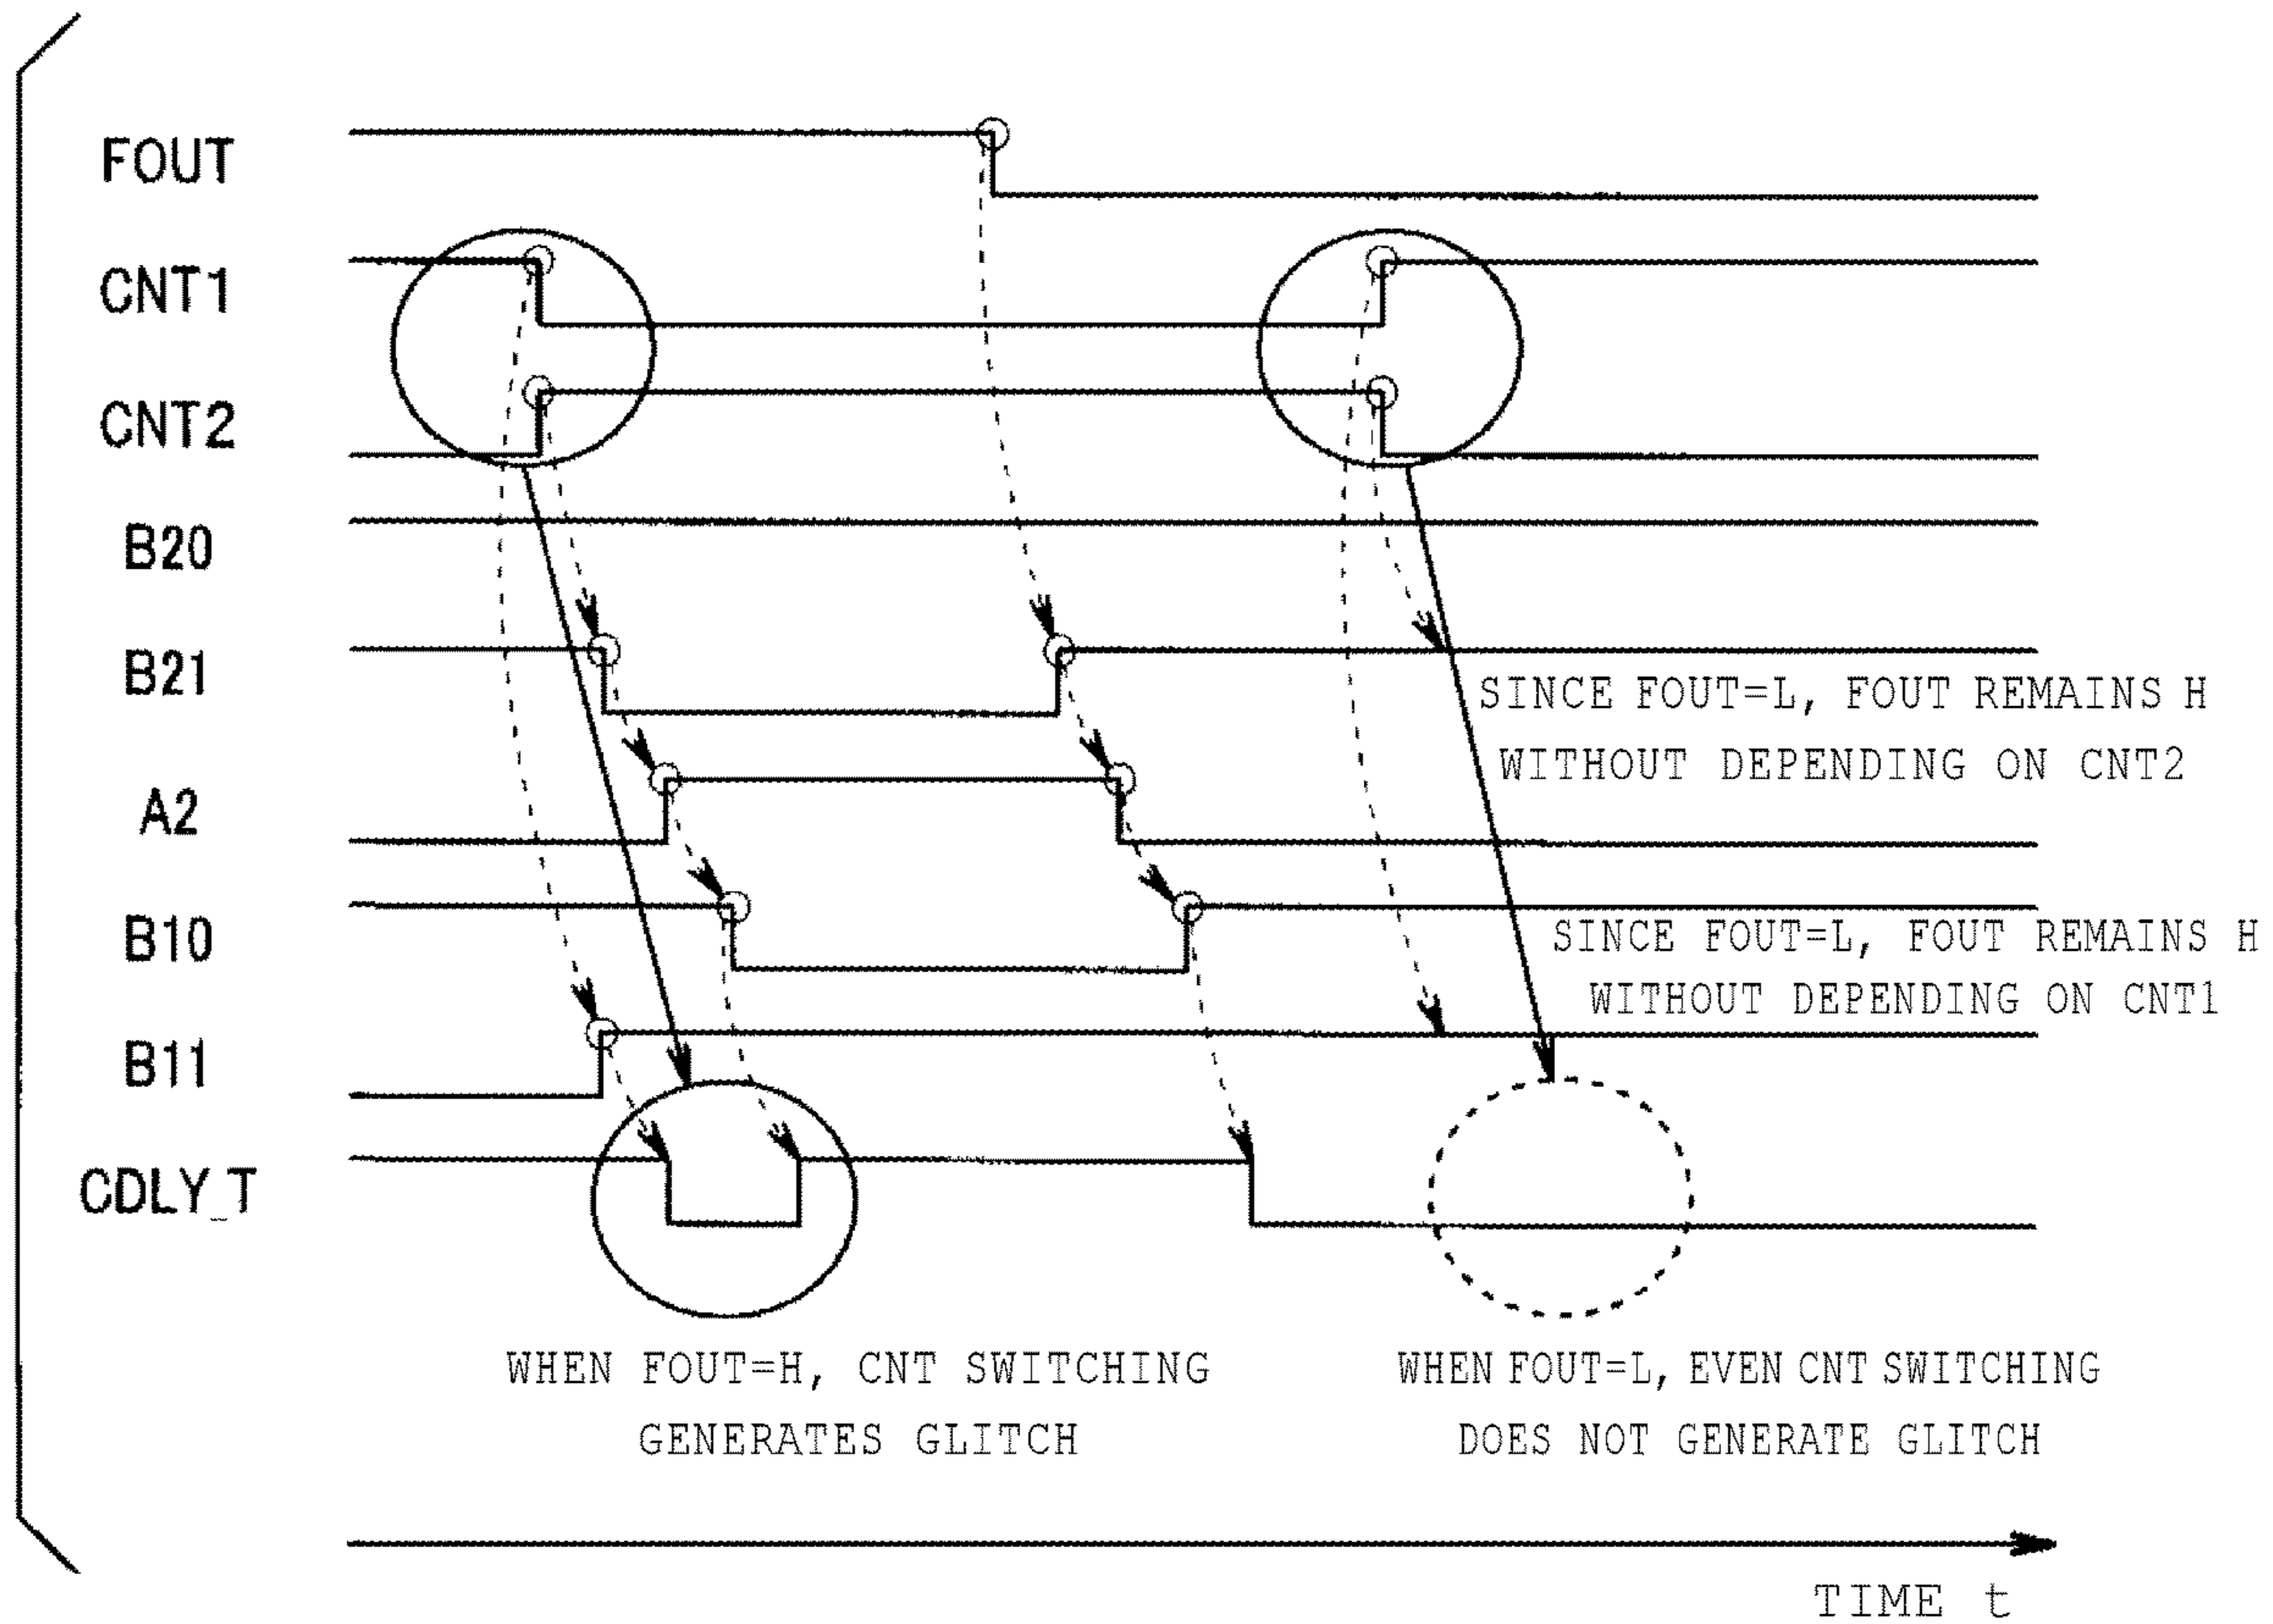 FOUT
CNT1
CNT2
B20
B21
SINCE FOUT=L, FOUT REMAINS H
WITHOUT DEPENDING ON CNT2
A2
B10
SINCE FOUT=L, FOUT REMAINS H
WITHOUT DEPENDING ON CNT1
B11
CDLY_T
WHEN FOUT=H, CNT SWITCHING
GENERATES GLITCH
WHEN FOUT=L, EVEN CNT SWITCHING
DOES NOT GENERATE GLITCH
TIME t